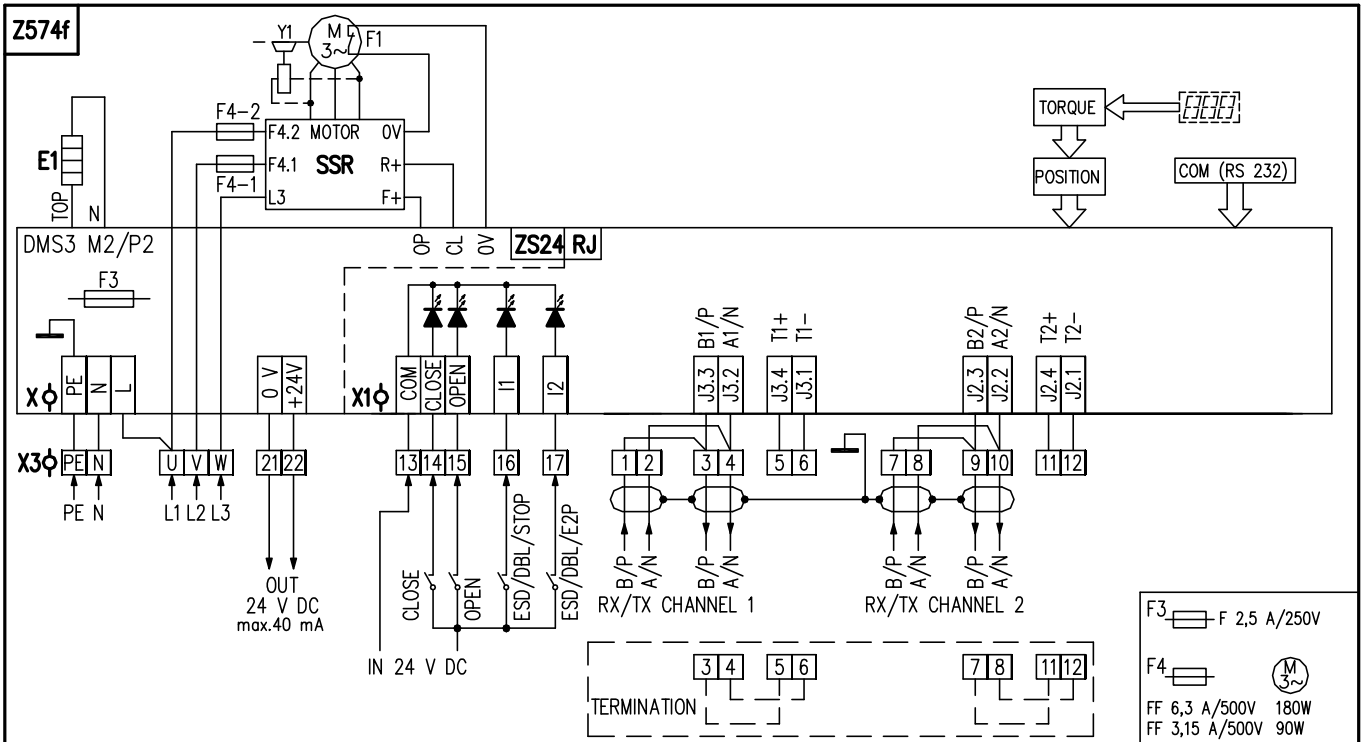 Z574f
Y1
M
3~
F1
F4-2
F4.2 MOTOR 0V
E1
F4.1 SSR R+
F4-1
L3 F+
TORQUE
POSITION
COM (RS 232)
TOP N
OP CL 0V
DMS3 M2/P2
ZS24 RJ
F3
B1/P A1/N T1+ T1-
B2/P A2/N T2+ T2-
X PE N L
0 V +24V
X1 COM CLOSE OPEN I1 I2
J3.3 J3.2 J3.4 J3.1
J2.3 J2.2 J2.4 J2.1
X3 PE N U V W 21 22 13 14 15 16 17 1 2 3 4 5 6 7 8 9 10 11 12
PE N L1 L2 L3
OUT
24 V DC
max.40 mA
CLOSE OPEN ESD/DBL/STOP ESD/DBL/E2P
IN 24 V DC
B/P A/N B/P A/N
B/P A/N B/P A/N
RX/TX CHANNEL 1
RX/TX CHANNEL 2
3 4 5 6 7 8 11 12
TERMINATION
F3 F 2,5 A/250V
F4 M
3~
FF 6,3 A/500V 180W
FF 3,15 A/500V 90W